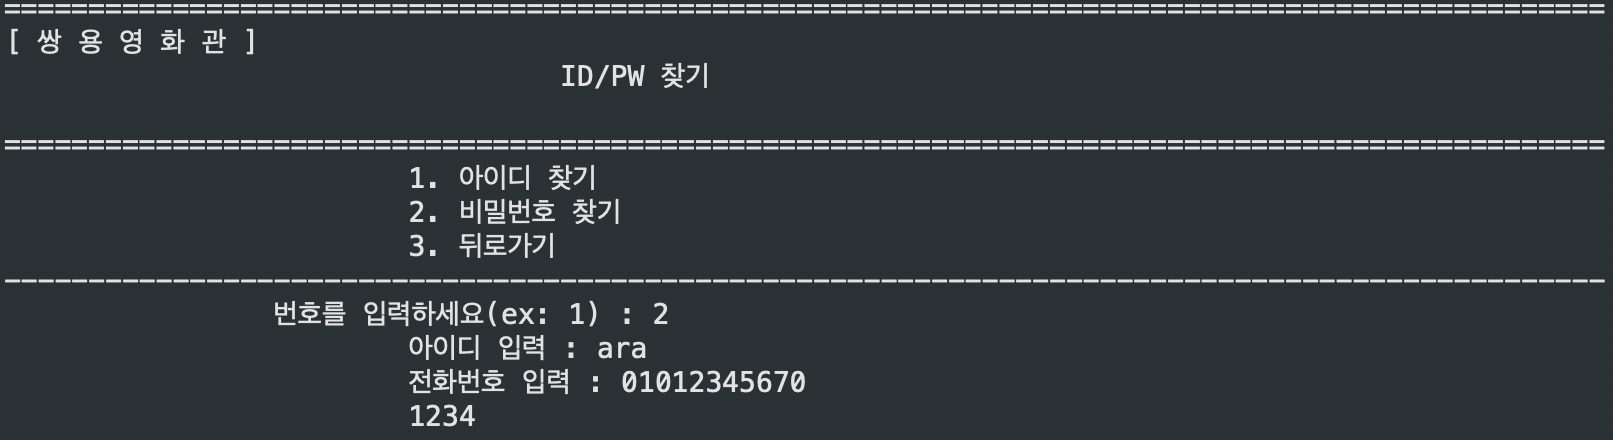 ================================================================================================
[ 쌍 용 영 화 관 ]
ID/PW 찾기
================================================================================================
1. 아이디 찾기
2. 비밀번호 찾기
3. 뒤로가기
------------------------------------------------------------------------------------------------
번호를 입력하세요(ex: 1) : 2
아이디 입력 : ara
전화번호 입력 : 01012345670
1234